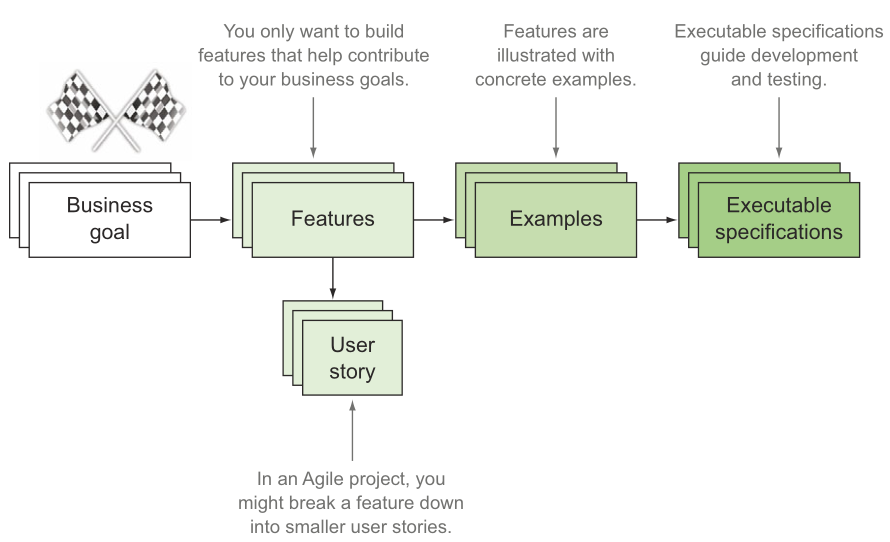 You only want to build
features that help contribute
to your business goals.
Features are
illustrated with
concrete examples.
Executable specifications
guide development
and testing.
Business
goal
Features
Examples
Executable
specifications
User
story
In an Agile project, you
might break a feature down
into smaller user stories.